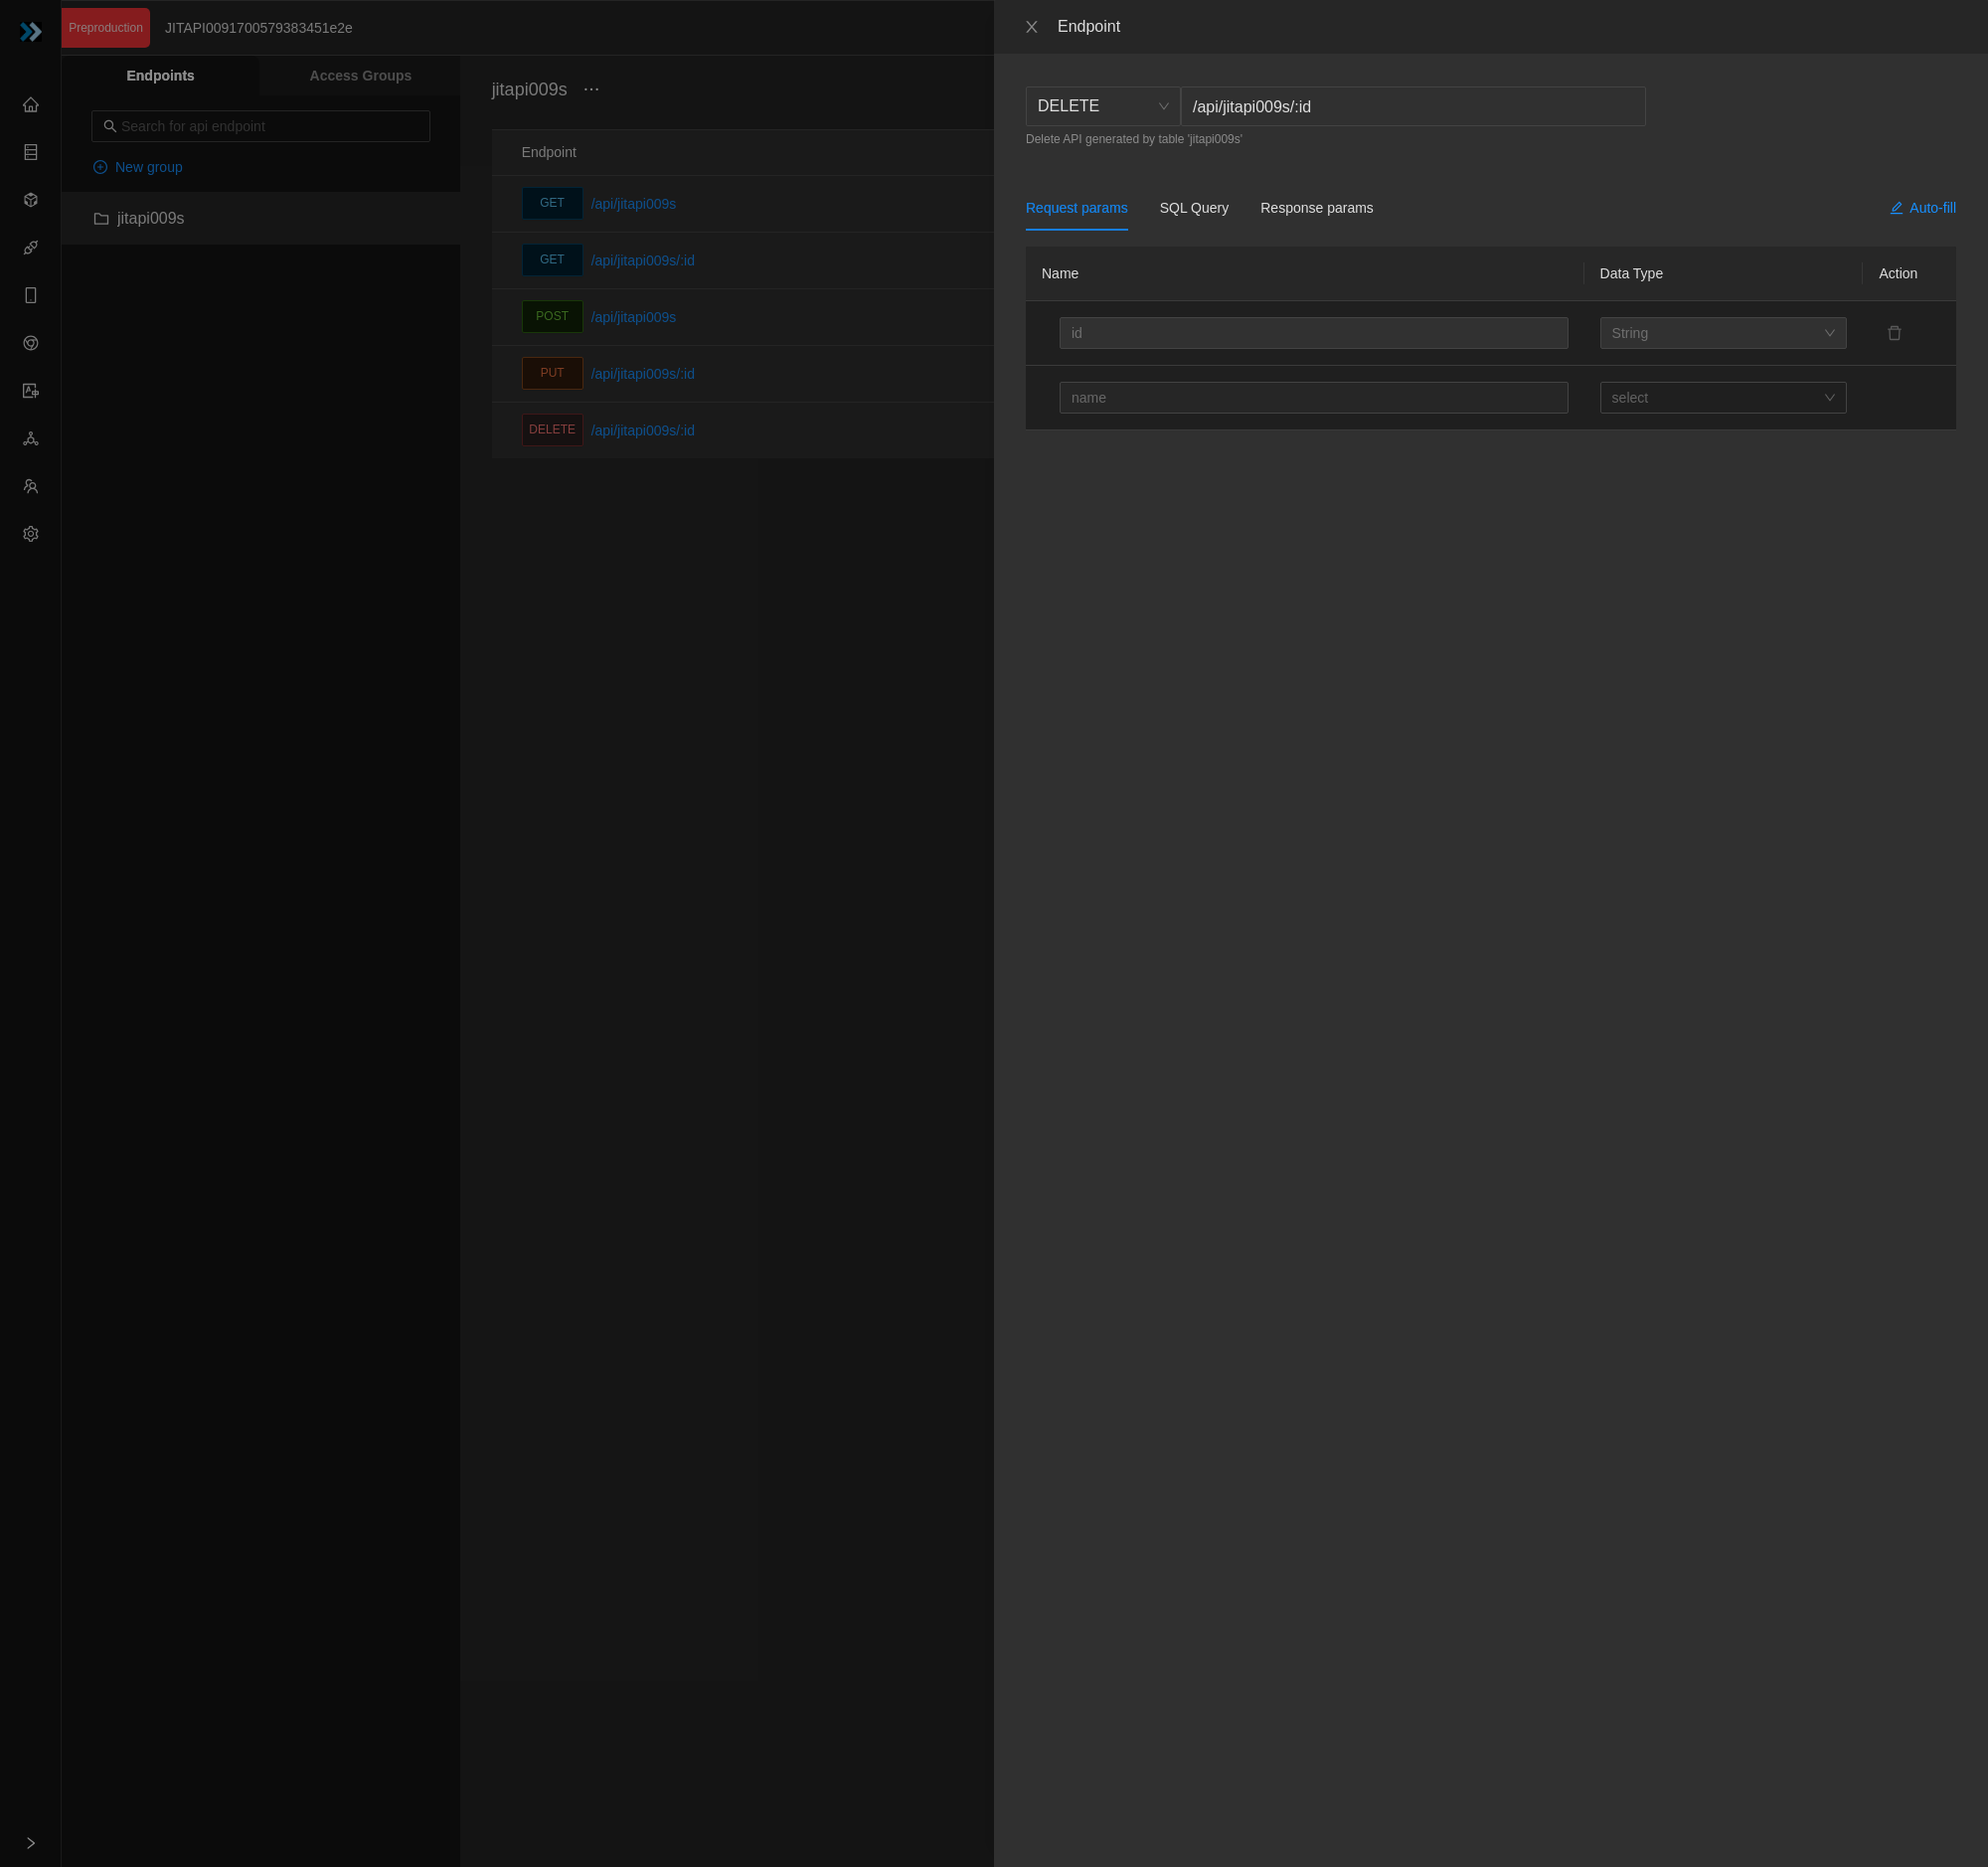 Preproduction
JITAPI0091700579383451e2e
Endpoints
Access Groups
Search for api endpoint
New group
jitapi009s
jitapi009s
Endpoint
GET /api/jitapi009s
GET /api/jitapi009s/:id
POST /api/jitapi009s
PUT /api/jitapi009s/:id
DELETE /api/jitapi009s/:id
Endpoint
DELETE /api/jitapi009s/:id
Delete API generated by table 'jitapi009s'
Request params SQL Query Response params Auto-fill
Name Data Type Action
id String
name select